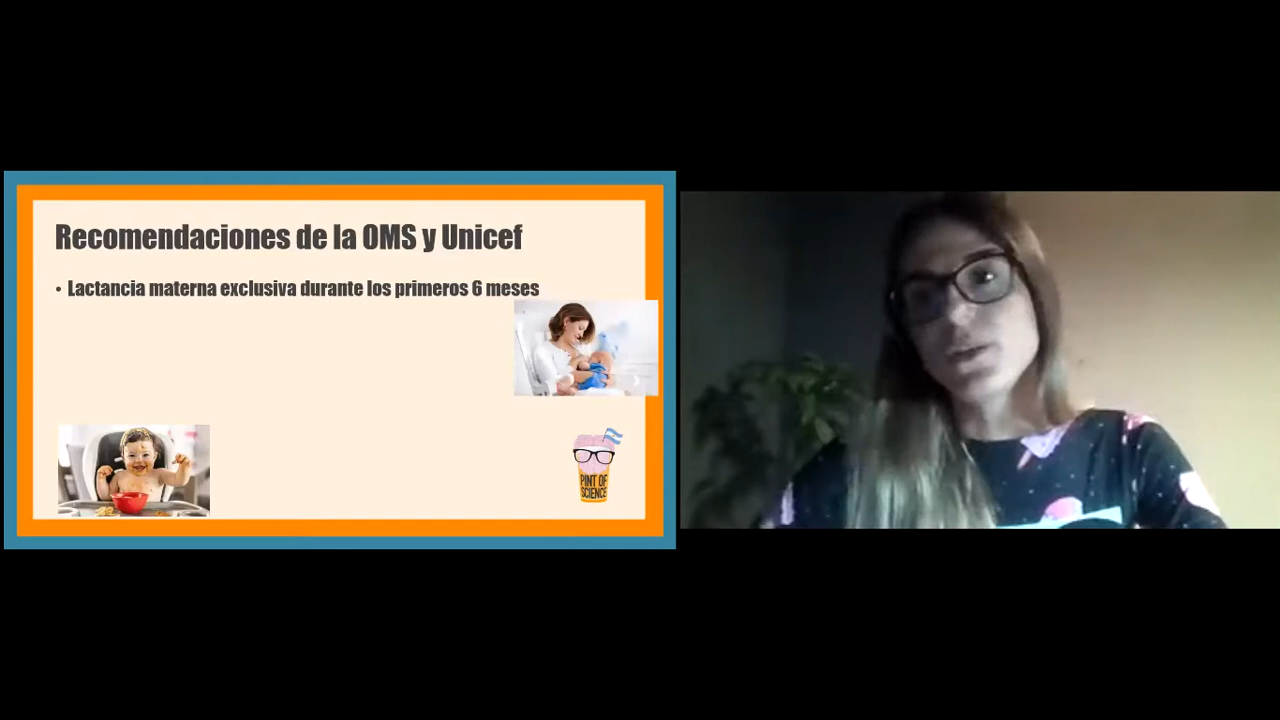 Recomendaciones de la OMS y Unicef
• Lactancia materna exclusiva durante los primeros 6 meses
PINT OF
SCIENCE